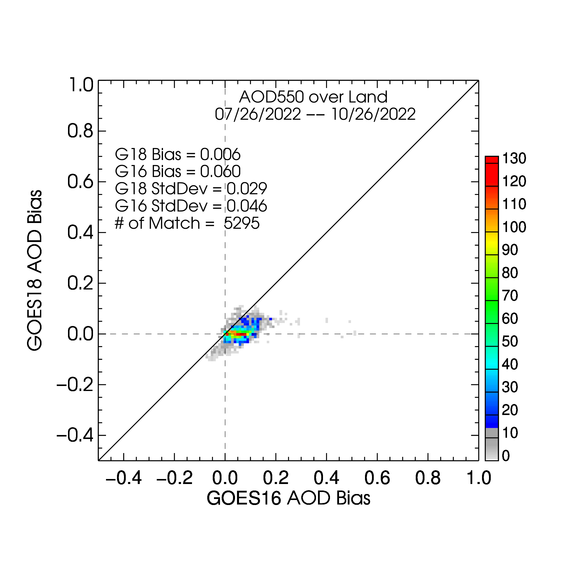 AOD550 over Land
07/26/2022 −− 10/26/2022
G18 Bias = 0.006
G16 Bias = 0.060
G18 StdDev = 0.029
G16 StdDev = 0.046
# of Match =  5295
GOES18 AOD Bias
1.0
0.8
0.6
0.4
0.2
0.0
−0.2
−0.4
−0.4 −0.2 0.0 0.2 0.4 0.6 0.8 1.0
GOES16 AOD Bias
130
120
110
100
90
80
70
60
50
40
30
20
10
0